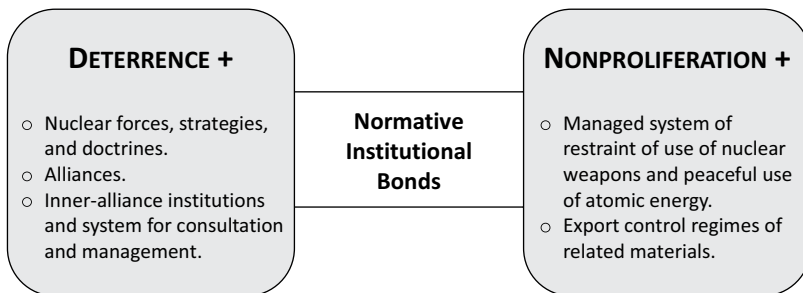 DETERRENCE +
○ Nuclear forces, strategies,
and doctrines.
○ Alliances.
○ Inner-alliance institutions
and system for consultation
and management.
Normative
Institutional
Bonds
NONPROLIFERATION +
○ Managed system of
restraint of use of nuclear
weapons and peaceful use
of atomic energy.
○ Export control regimes of
related materials.